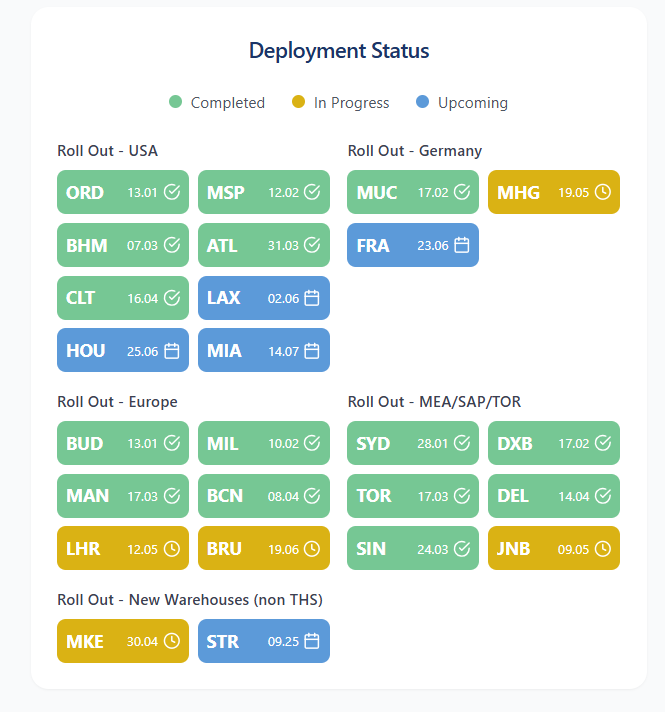 Deployment Status
Completed In Progress Upcoming
Roll Out - USA
ORD 13.01 MSP 12.02
BHM 07.03 ATL 31.03
CLT 16.04 LAX 02.06
HOU 25.06 MIA 14.07
Roll Out - Germany
MUC 17.02 MHG 19.05
FRA 23.06
Roll Out - Europe
BUD 13.01 MIL 10.02
MAN 17.03 BCN 08.04
LHR 12.05 BRU 19.06
Roll Out - MEA/SAP/TOR
SYD 28.01 DXB 17.02
TOR 17.03 DEL 14.04
SIN 24.03 JNB 09.05
Roll Out - New Warehouses (non THS)
MKE 30.04 STR 09.25